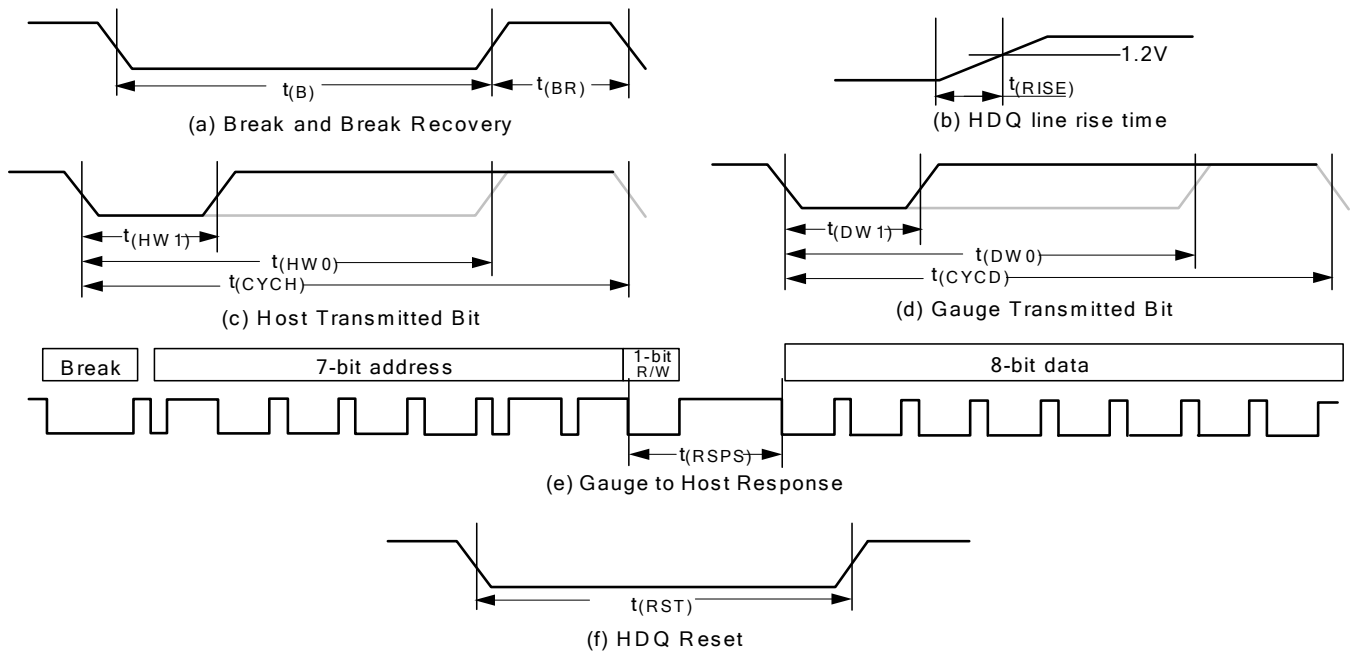 1.2V
t(B)
t(BR)
t(RISE)
(a) Break and Break Recovery
(b) HDQ line rise time
t(HW1)
t(HW0)
t(CYCH)
(c) Host Transmitted Bit
t(DW1)
t(DW0)
t(CYCD)
(d) Gauge Transmitted Bit
Break
7-bit address
1-bit
R/W
8-bit data
t(RSPS)
(e) Gauge to Host Response
t(RST)
(f) HDQ Reset